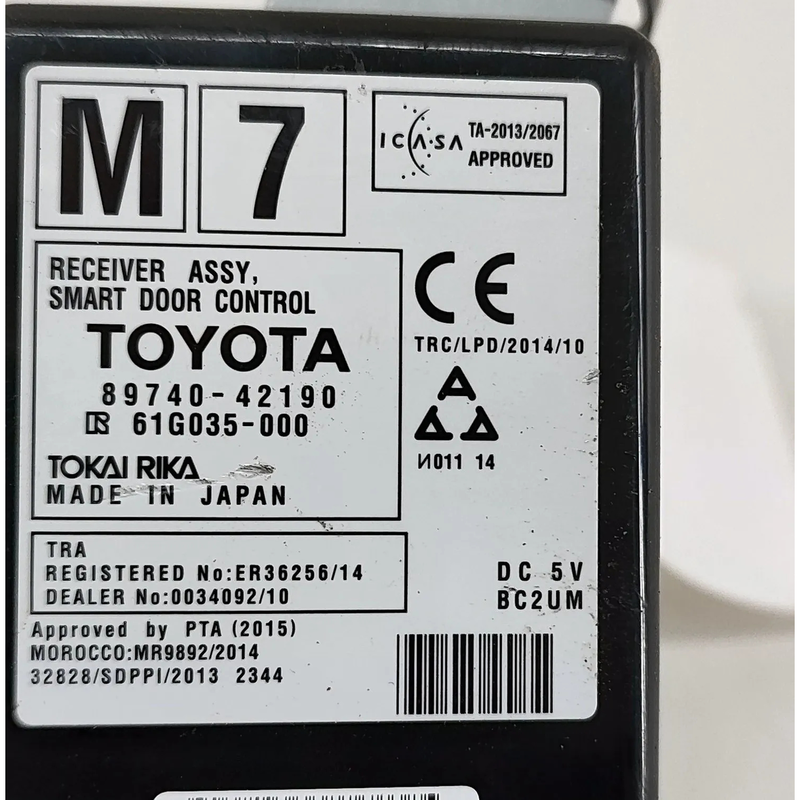 M 7
ICASA TA-2013/2067
APPROVED
RECEIVER ASSY,
SMART DOOR CONTROL
TOYOTA
89740-42190
61G035-000
TOKAI RIKA
MADE IN JAPAN
CE
TRC/LPD/2014/10
И011 14
TRA
REGISTERED No:ER36256/14
DEALER No:0034092/10
DC 5V
BC2UM
Approved by PTA (2015)
MOROCCO:MR9892/2014
32828/SDPPI/2013 2344